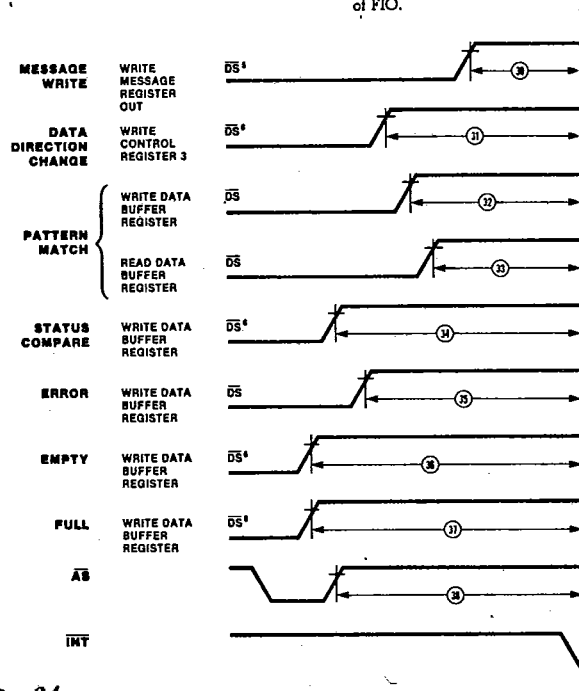 of FIO.
MESSAGE WRITE WRITE MESSAGE REGISTER OUT DS 30
DATA DIRECTION CHANGE WRITE CONTROL REGISTER 3 DS 31
PATTERN MATCH
WRITE DATA BUFFER REGISTER DS 32
READ DATA BUFFER REGISTER DS 33
STATUS COMPARE WRITE DATA BUFFER REGISTER DS 34
ERROR WRITE DATA BUFFER REGISTER DS 35
EMPTY WRITE DATA BUFFER REGISTER DS 36
FULL WRITE DATA BUFFER REGISTER DS 37
AS 38
INT